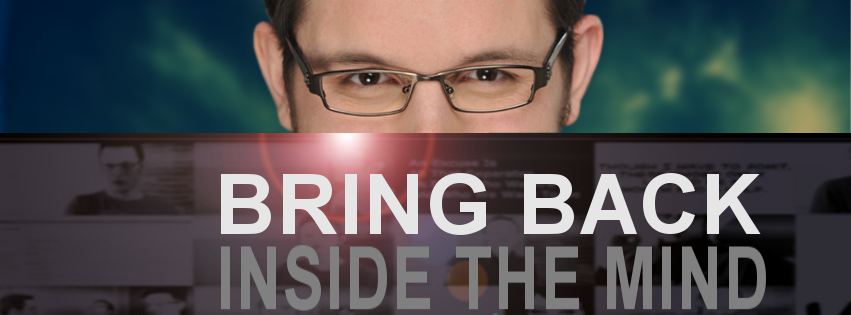 BRING BACK
INSIDE THE MIND